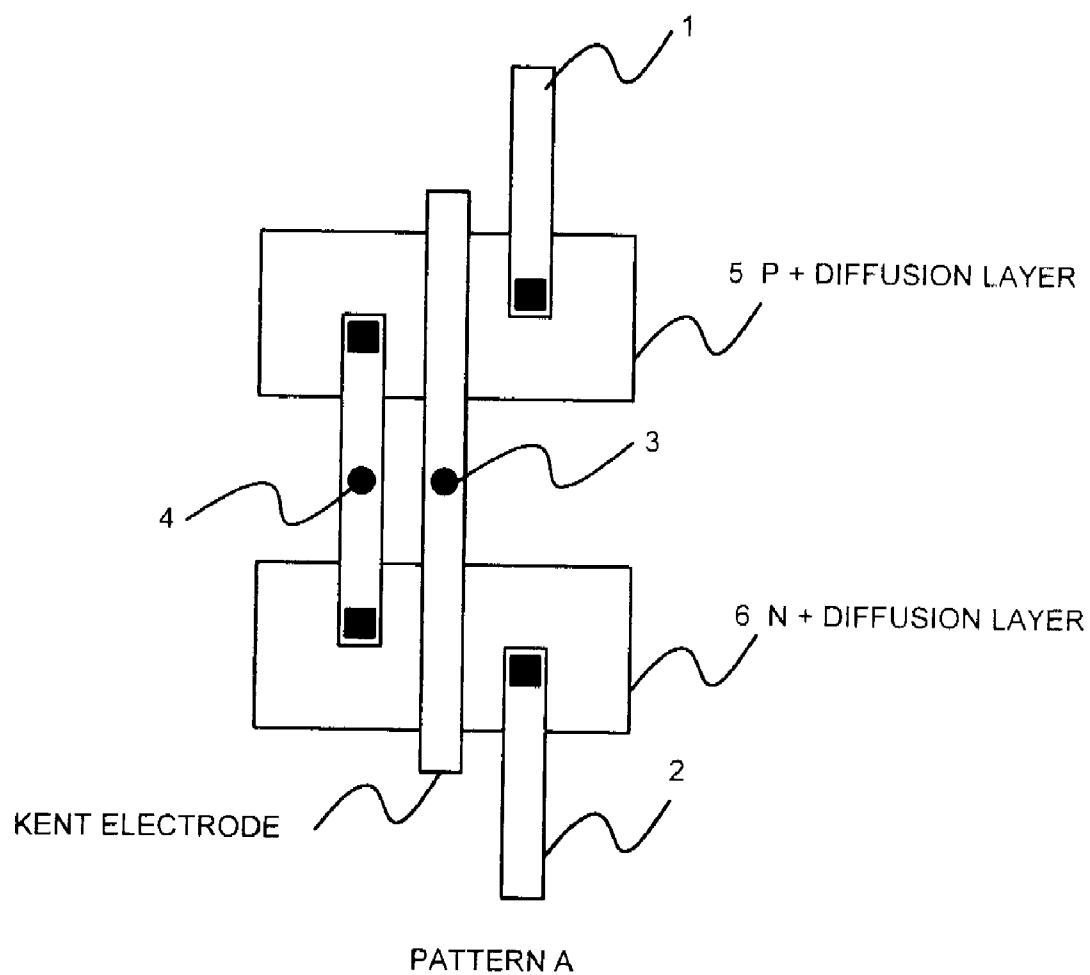 1
5 P + DIFFUSION LAYER
3
4
6 N + DIFFUSION LAYER
2
KENT ELECTRODE
PATTERN A